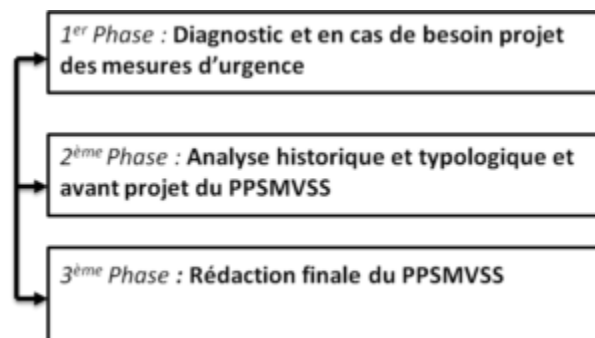 1er Phase : Diagnostic et en cas de besoin projet
des mesures d'urgence
2ème Phase : Analyse historique et typologique et
avant projet du PPSMVSS
3ème Phase : Rédaction finale du PPSMVSS